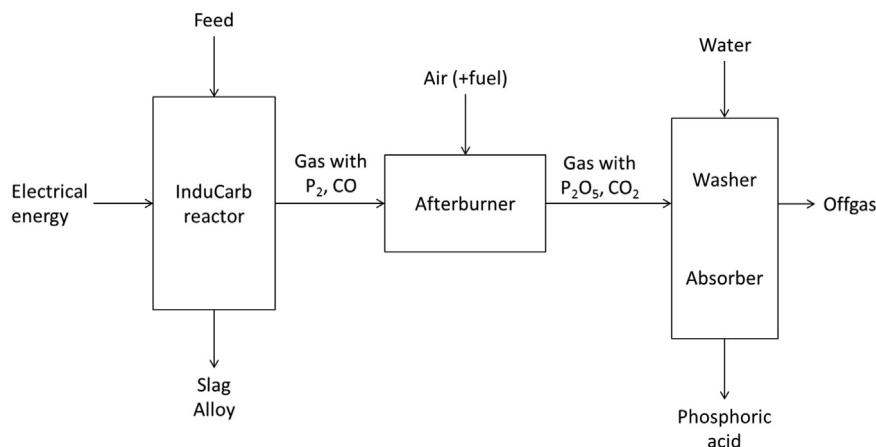 Feed
Electrical
energy
InduCarb
reactor
Slag
Alloy
Gas with
P₂, CO
Air (+fuel)
Afterburner
Gas with
P₂O₅, CO₂
Water
Washer
Absorber
Offgas
Phosphoric
acid